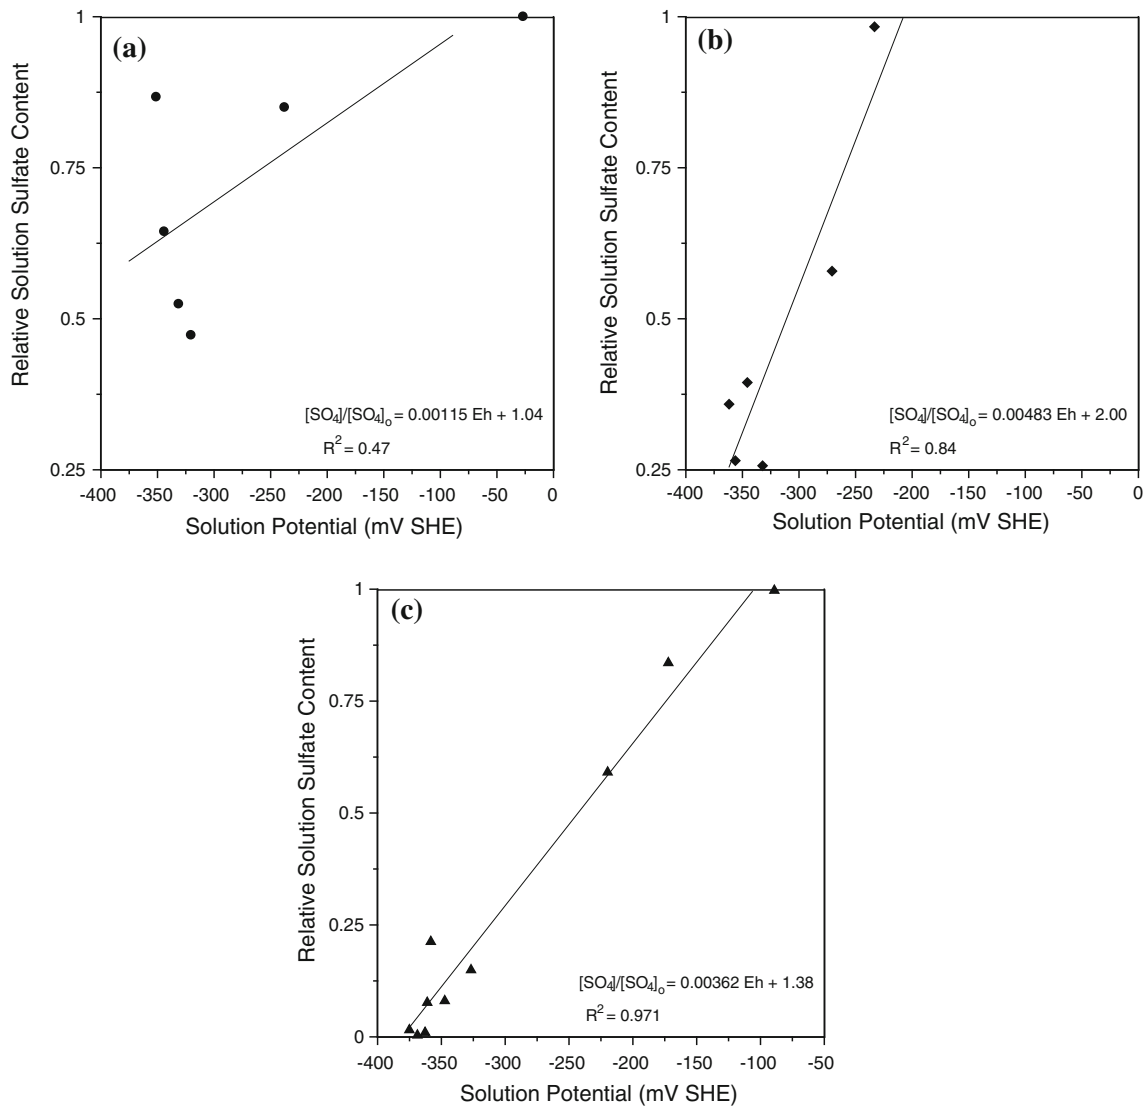 (a)
Relative Solution Sulfate Content
1
0.75
0.5
0.25
-400 -350 -300 -250 -200 -150 -100 -50 0
Solution Potential (mV SHE)
[SO4]/[SO4]o = 0.00115 Eh + 1.04
R2 = 0.47
(b)
Relative Solution Sulfate Content
1
0.75
0.5
0.25
-400 -350 -300 -250 -200 -150 -100 -50 0
Solution Potential (mV SHE)
[SO4]/[SO4]o = 0.00483 Eh + 2.00
R2 = 0.84
(c)
Relative Solution Sulfate Content
1
0.75
0.5
0.25
0
-400 -350 -300 -250 -200 -150 -100 -50
Solution Potential (mV SHE)
[SO4]/[SO4]o = 0.00362 Eh + 1.38
R2 = 0.971